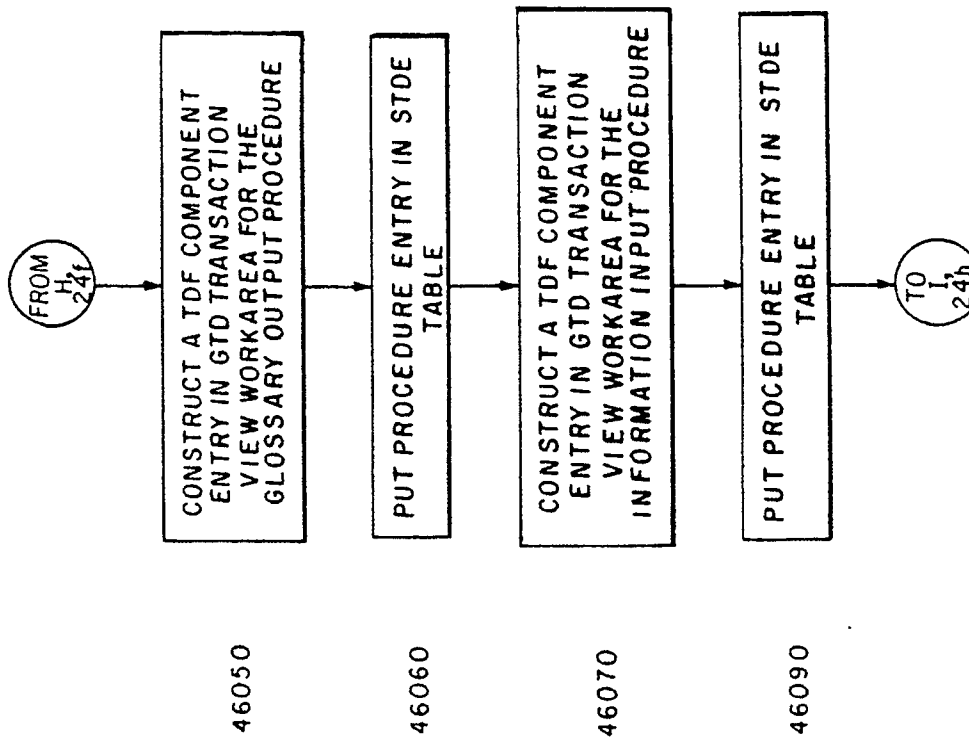 FROM
H,
24f
46050
CONSTRUCT A TDF COMPONENT
ENTRY IN GTD TRANSACTION
VIEW WORKAREA FOR THE
GLOSSARY OUTPUT PROCEDURE
46060
PUT PROCEDURE ENTRY IN STDE
TABLE
46070
CONSTRUCT A TDF COMPONENT
ENTRY IN GTD TRANSACTION
VIEW WORKAREA FOR THE
INFORMATION INPUT PROCEDURE
46090
PUT PROCEDURE ENTRY IN STDE
TABLE
TO
I,
24h